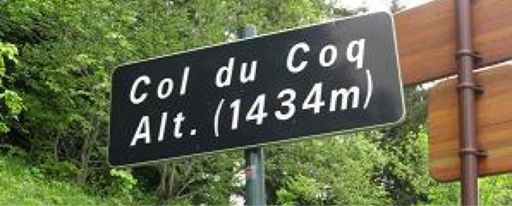 Col du Coq
Alt. (1434m)